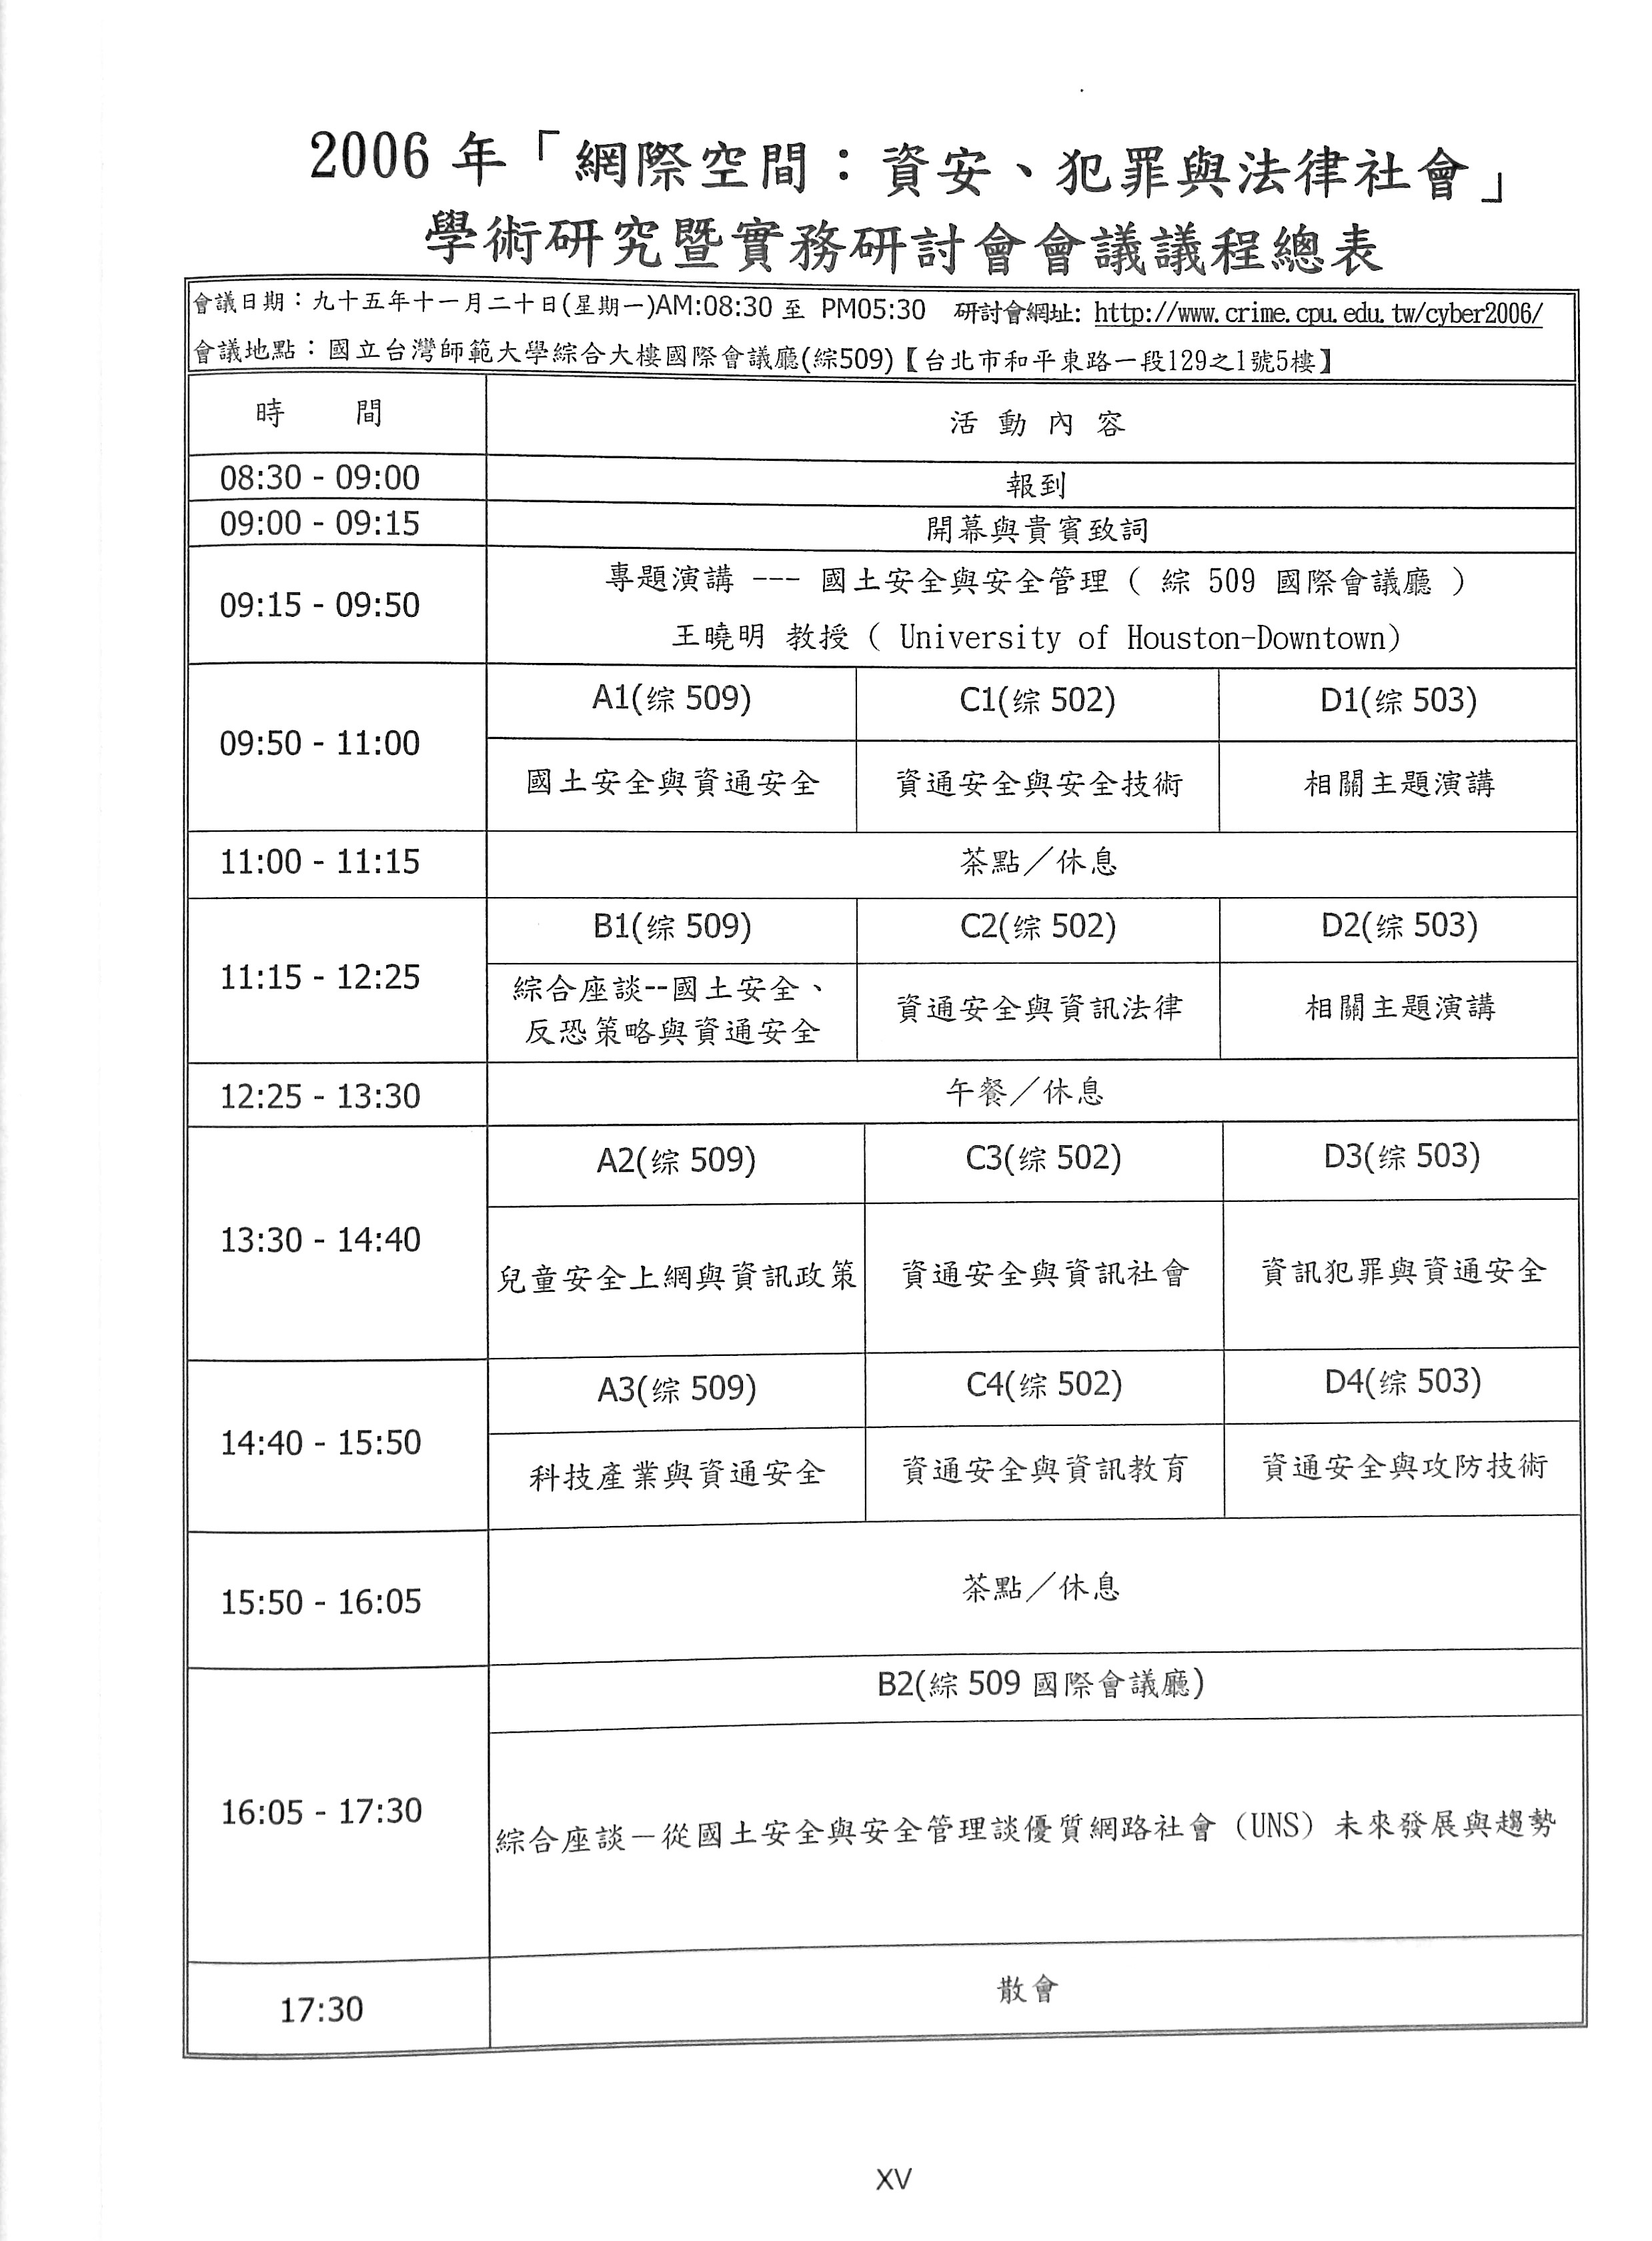 2006 年「網際空間：資安、犯罪與法律社會」
學術研究暨實務研討會會議議程總表
會議日期：九十五年十一月二十日(星期一)AM:08:30 至 PM05:30 研討會網址: http://www.crime.cpu.edu.tw/cyber2006/
會議地點：國立台灣師範大學綜合大樓國際會議廳(綜509)【台北市和平東路一段129之1號5樓】
時 間 活 動 內 容
08:30 - 09:00 報到
09:00 - 09:15 開幕與貴賓致詞
09:15 - 09:50
專題演講 --- 國土安全與安全管理 ( 綜 509 國際會議廳 )
王曉明 教授 ( University of Houston-Downtown)
09:50 - 11:00
A1(綜 509) C1(綜 502) D1(綜 503)
國土安全與資通安全 資通安全與安全技術 相關主題演講
11:00 - 11:15 茶點／休息
11:15 - 12:25
B1(綜 509) C2(綜 502) D2(綜 503)
綜合座談--國土安全、
反恐策略與資通安全 資通安全與資訊法律 相關主題演講
12:25 - 13:30 午餐／休息
13:30 - 14:40
A2(綜 509) C3(綜 502) D3(綜 503)
兒童安全上網與資訊政策 資通安全與資訊社會 資訊犯罪與資通安全
14:40 - 15:50
A3(綜 509) C4(綜 502) D4(綜 503)
科技產業與資通安全 資通安全與資訊教育 資通安全與攻防技術
15:50 - 16:05 茶點／休息
16:05 - 17:30
B2(綜 509 國際會議廳)
綜合座談－從國土安全與安全管理談優質網路社會（UNS）未來發展與趨勢
17:30 散會
XV